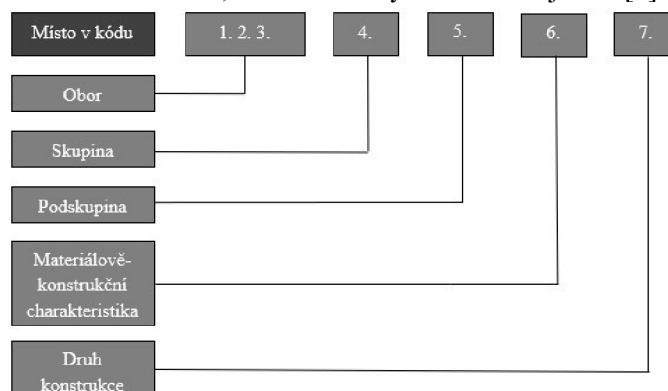 Místo v kódu
1. 2. 3.
4.
5.
6.
7.
Obor
Skupina
Podskupina
Materiálově-
konstrukční
charakteristika
Druh
konstrukce